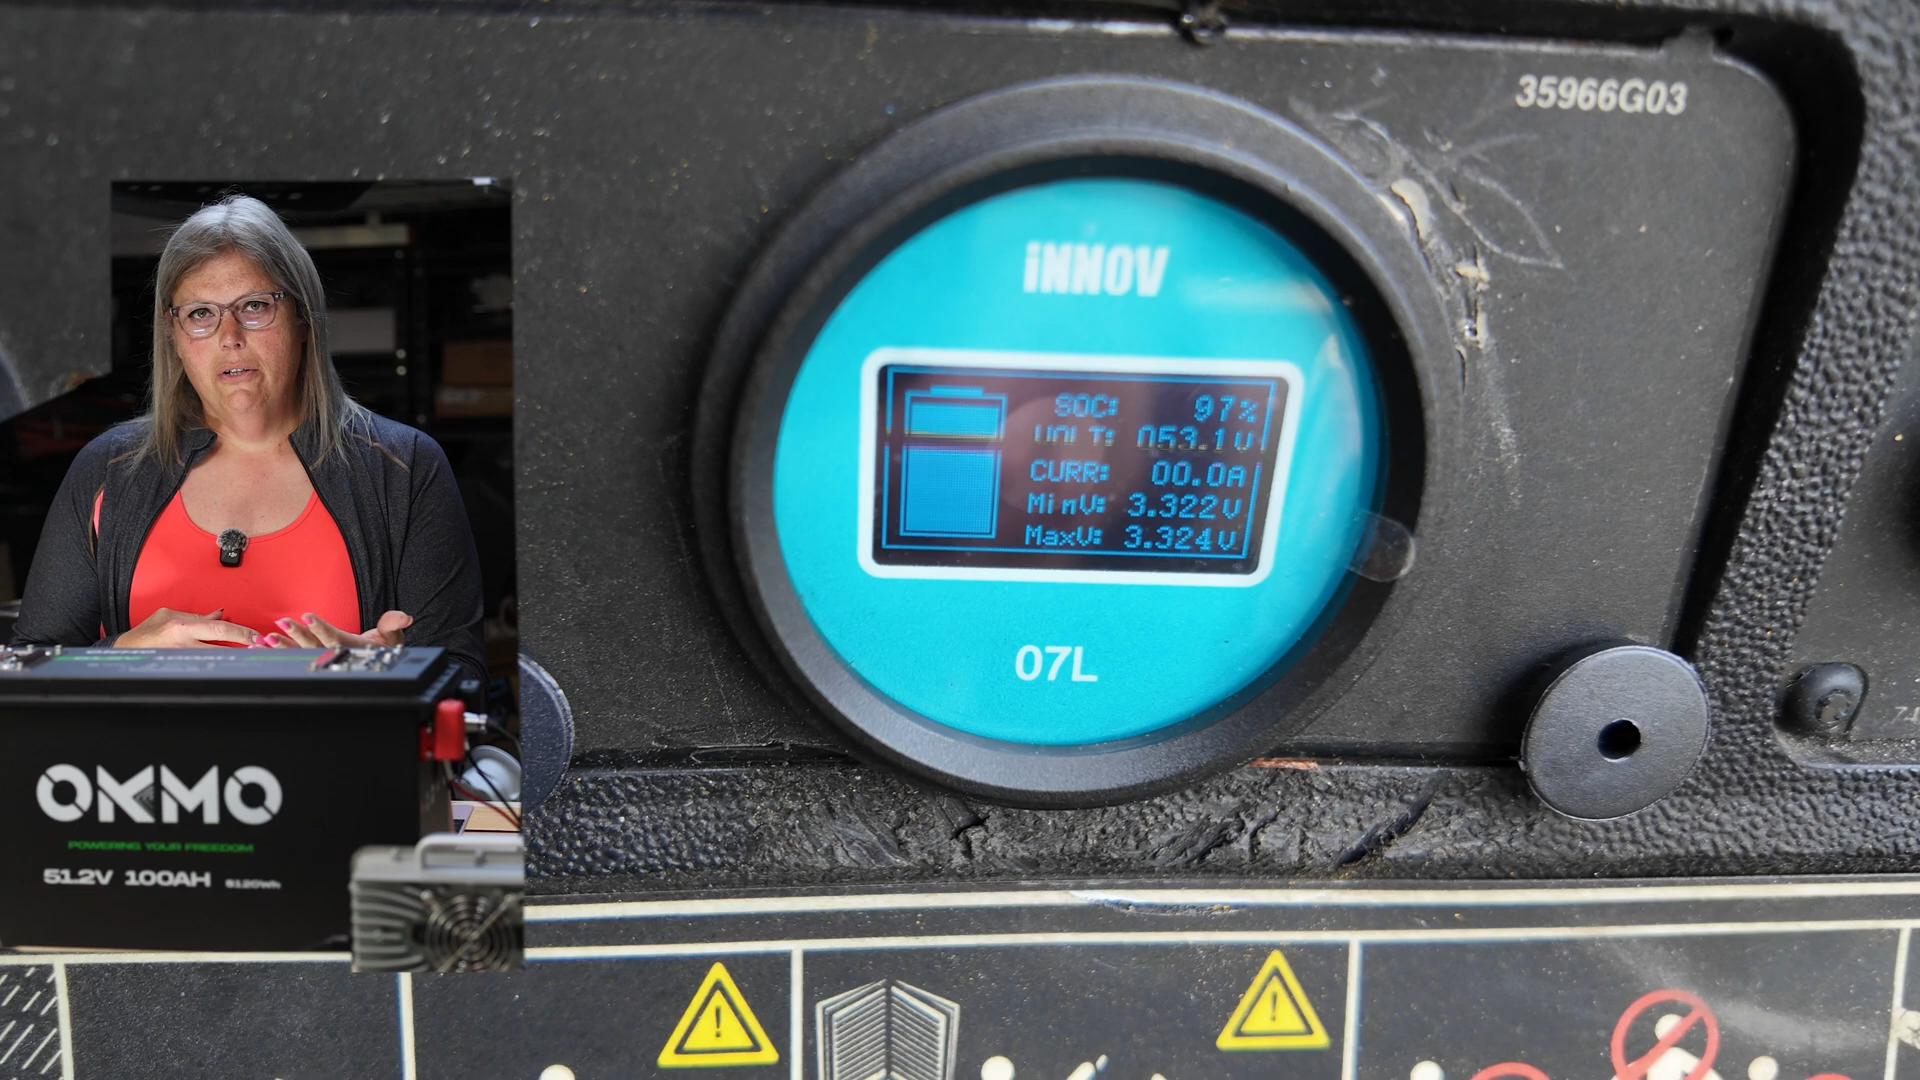 35966G03
iNNOV
SOC: 97%
VOLT: 053.1V
CURR: 00.0A
MinV: 3.322V
MaxV: 3.324V
07L
OKMO
POWERING YOUR FREEDOM
51.2V 100AH 5120Wh